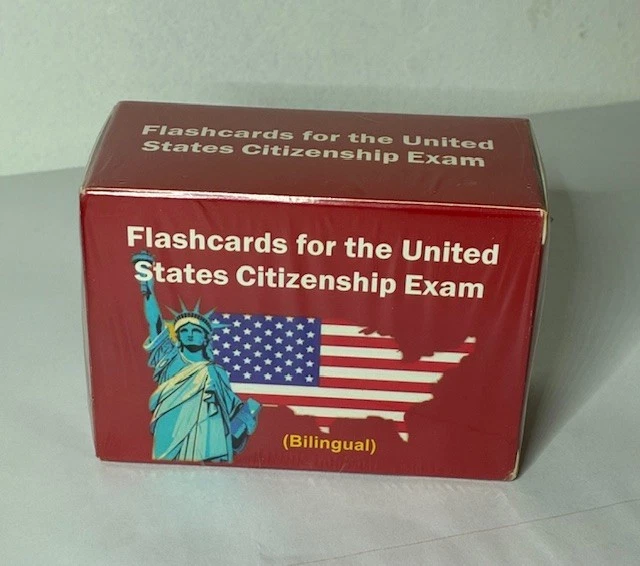 Flashcards for the United
States Citizenship Exam
Flashcards for the United
States Citizenship Exam
(Bilingual)